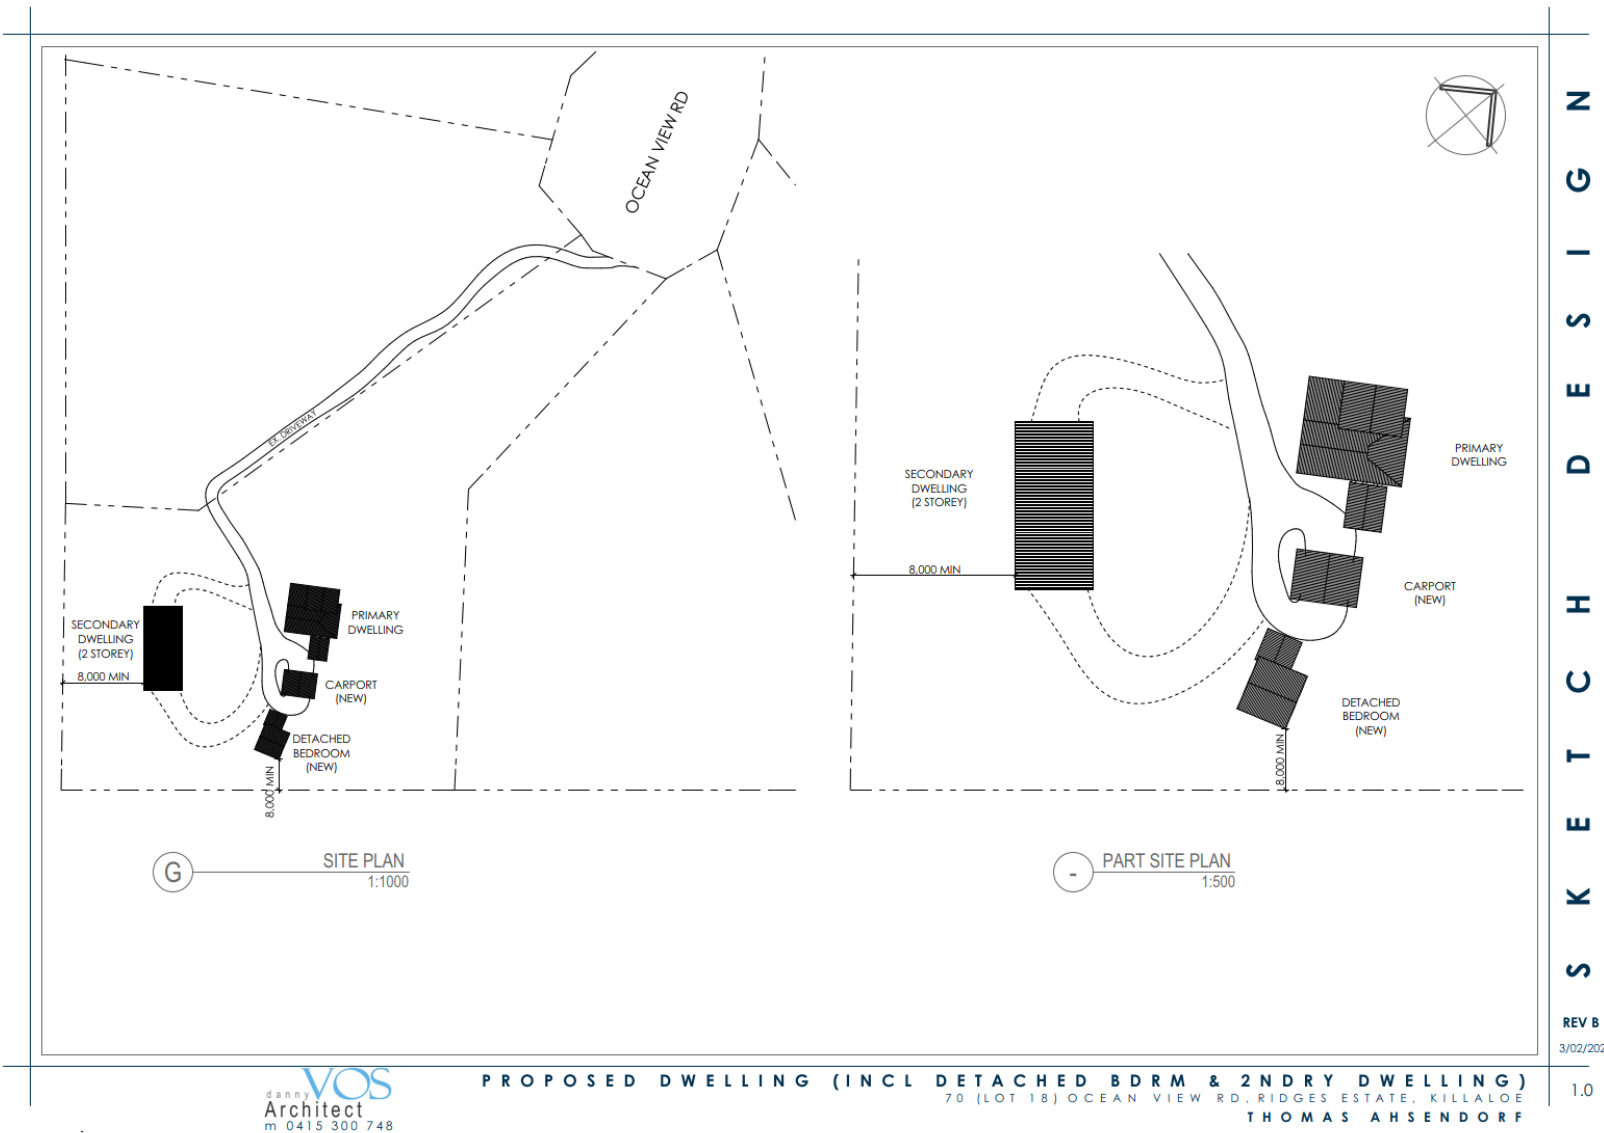 OCEAN VIEW RD
EX. DRIVEWAY
SECONDARY
DWELLING
(2 STOREY)
8,000 MIN
PRIMARY
DWELLING
CARPORT
(NEW)
DETACHED
BEDROOM
(NEW)
8.000 MIN
G
SITE PLAN
1:1000
SECONDARY
DWELLING
(2 STOREY)
8,000 MIN
PRIMARY
DWELLING
CARPORT
(NEW)
DETACHED
BEDROOM
(NEW)
8.000 MIN
-
PART SITE PLAN
1:500
SKETCH DESIGN
REV B
3/02/202
1.0
danny VOS
Architect
m 0415 300 748
PROPOSED DWELLING (INCL DETACHED BDRM & 2NDRY DWELLING)
70 (LOT 18) OCEAN VIEW RD, RIDGES ESTATE, KILLALOE
THOMAS AHSENDORF